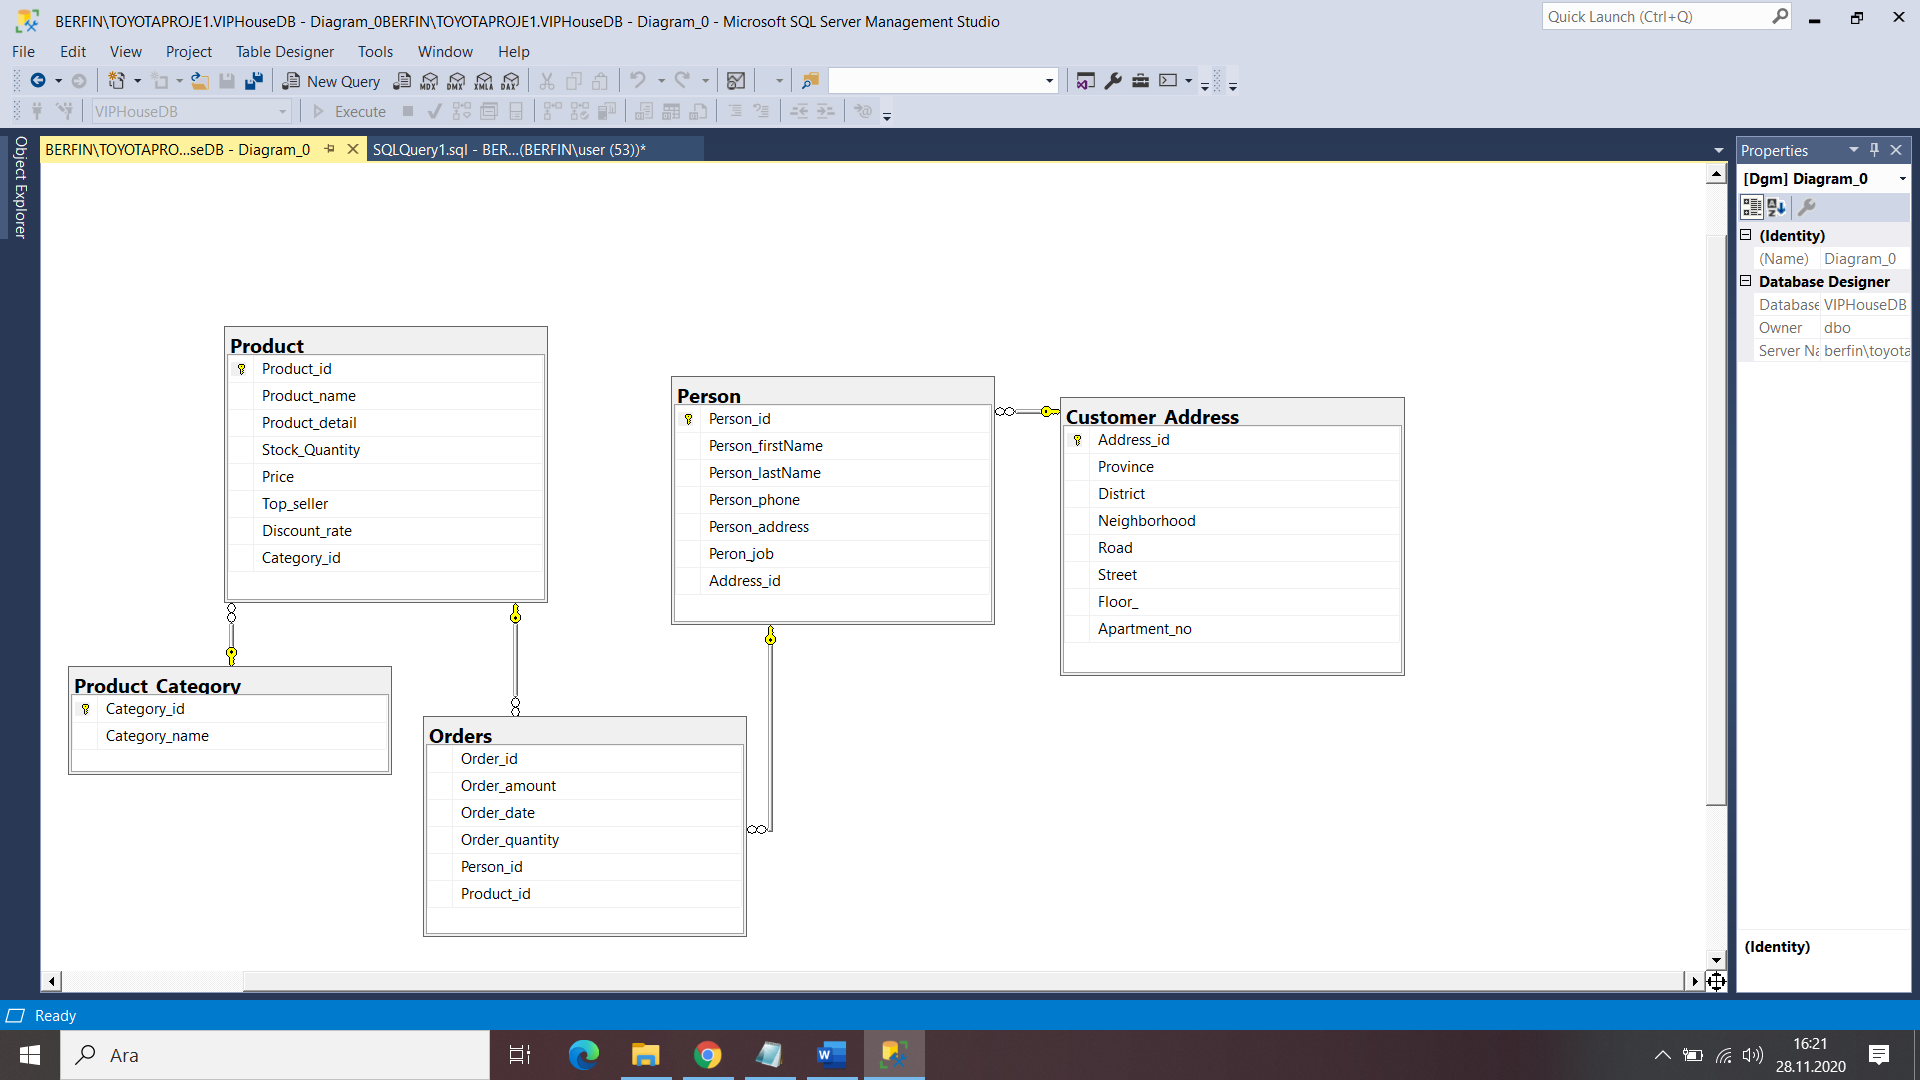 BERFIN\TOYOTAPROJE1.VIPHouseDB - Diagram_0BERFIN\TOYOTAPROJE1.VIPHouseDB - Diagram_0 - Microsoft SQL Server Management Studio
Quick Launch (Ctrl+Q)
File Edit View Project Table Designer Tools Window Help
New Query MDX DMX XMLA DAX
VIPHouseDB Execute
Object Explorer
BERFIN\TOYOTAPRO...seDB - Diagram_0
SQLQuery1.sql - BER...(BERFIN\user (53))*
Product
Product_id
Product_name
Product_detail
Stock_Quantity
Price
Top_seller
Discount_rate
Category_id
Product_Category
Category_id
Category_name
Orders
Order_id
Order_amount
Order_date
Order_quantity
Person_id
Product_id
Person
Person_id
Person_firstName
Person_lastName
Person_phone
Person_address
Peron_job
Address_id
Customer_Address
Address_id
Province
District
Neighborhood
Road
Street
Floor_
Apartment_no
Properties
[Dgm] Diagram_0
(Identity)
(Name) Diagram_0
Database Designer
Database VIPHouseDB
Owner dbo
Server Na berfin\toyota
(Identity)
Ready
Ara
16:21
28.11.2020